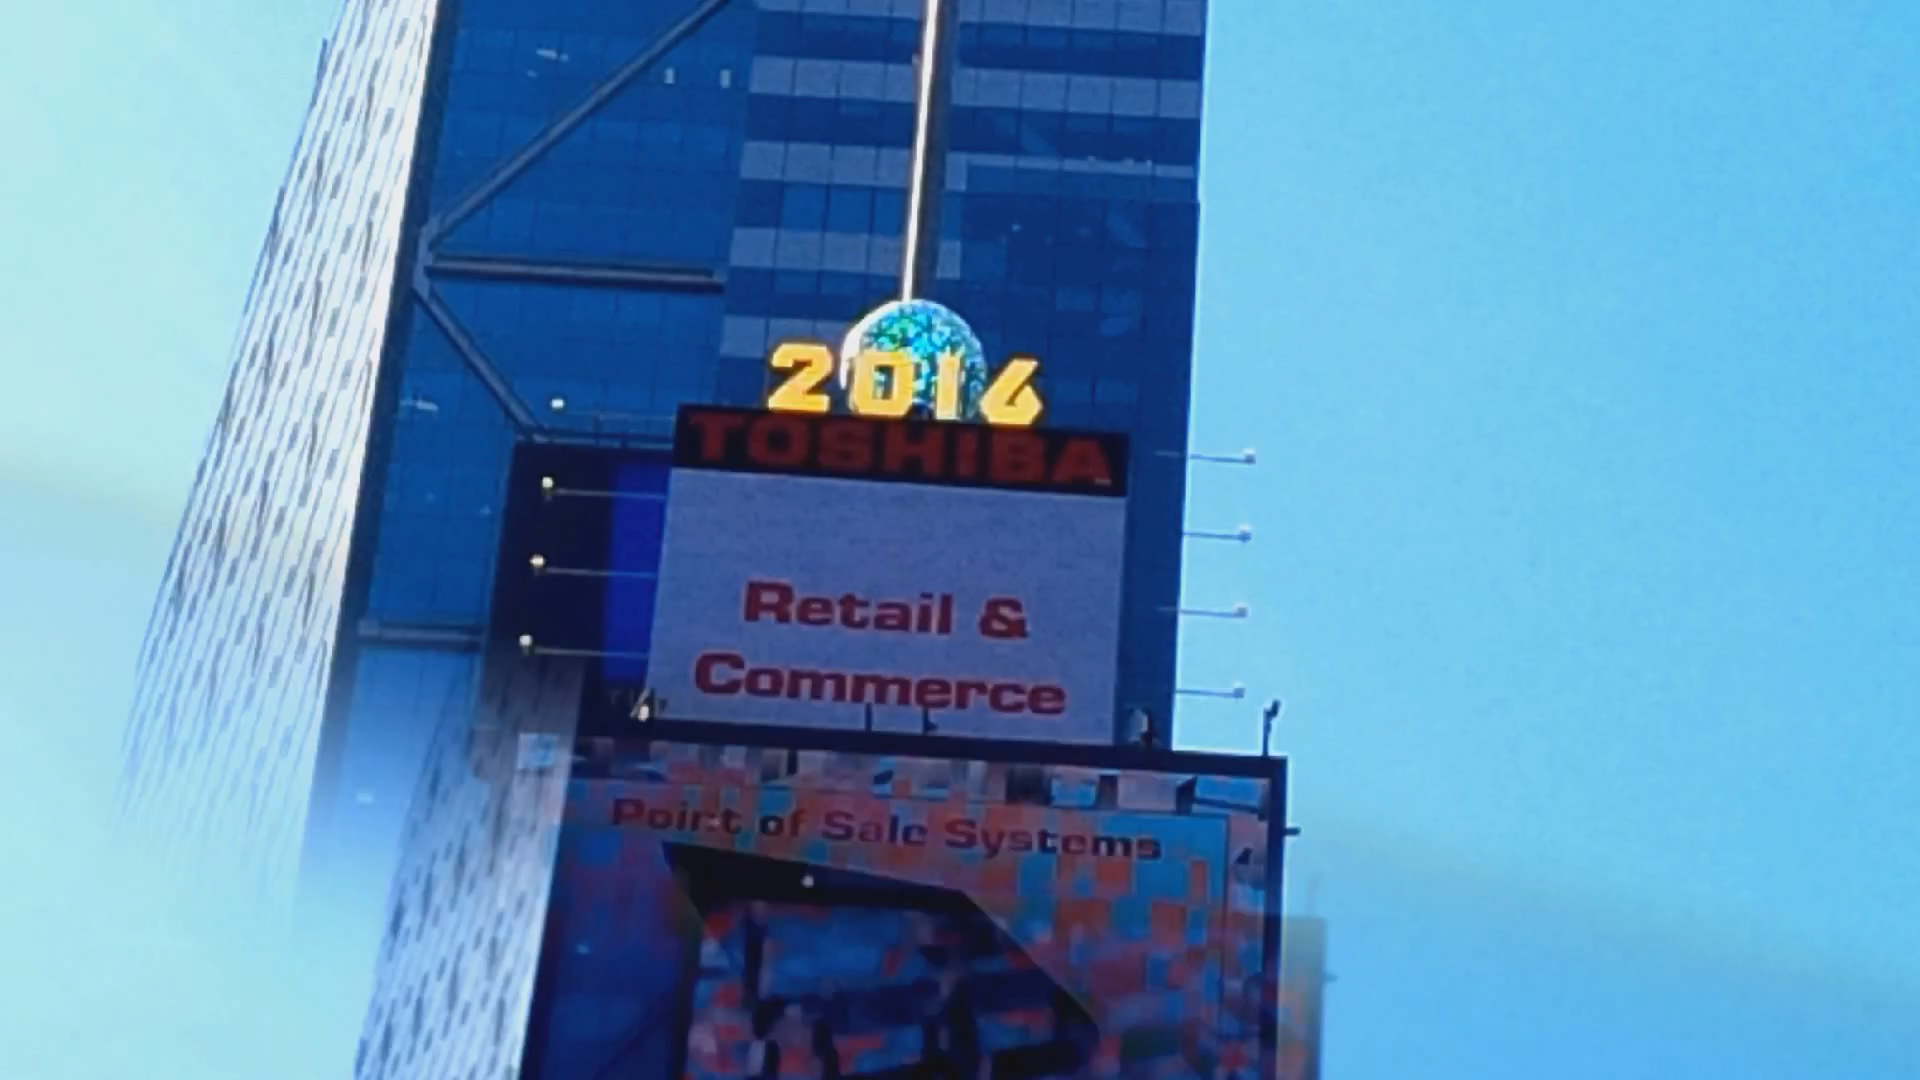 2016
TOSHIBA
Retail &
Commerce
Point of Sale Systems